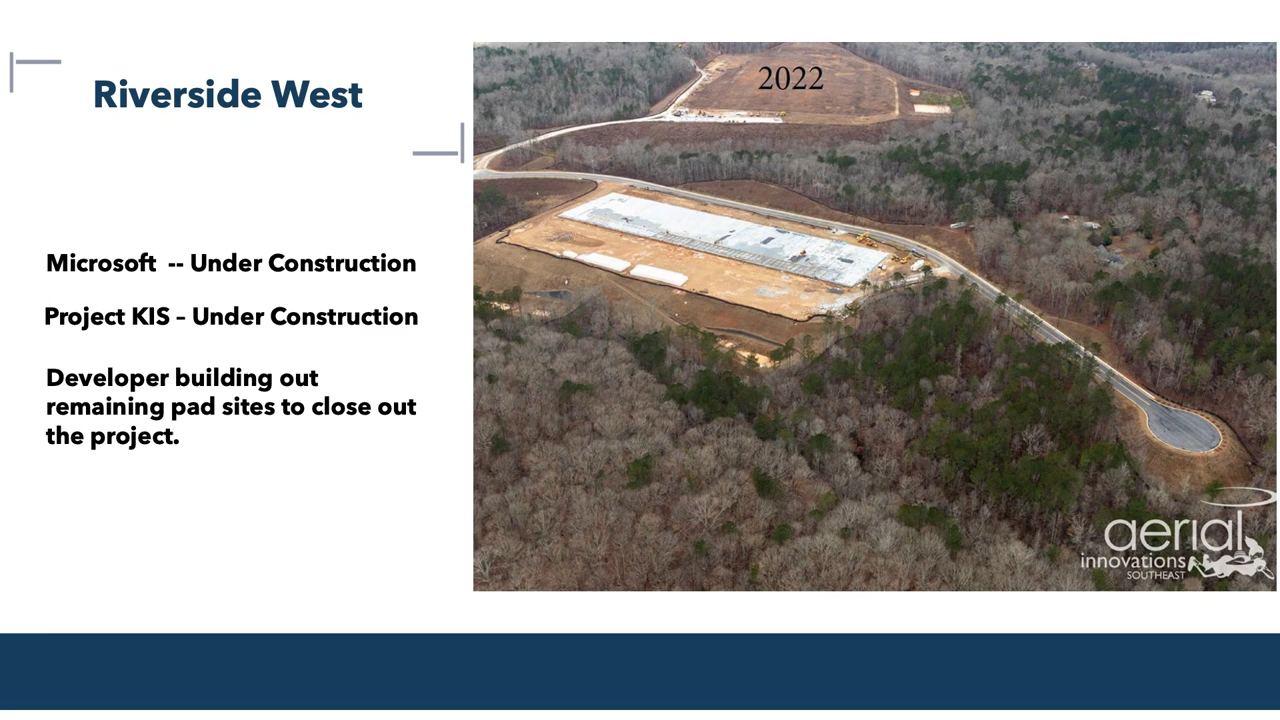 Riverside West
2022
Microsoft -- Under Construction
Project KIS – Under Construction
Developer building out
remaining pad sites to close out
the project.
aerial
innovations
SOUTHEAST